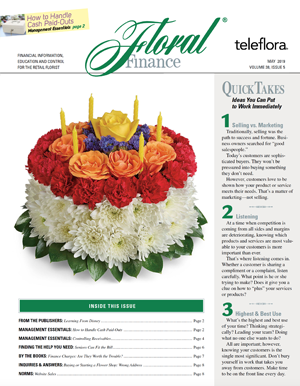 How to Handle
Cash Paid-Outs
Management Essentials, page 2
FINANCIAL INFORMATION,
EDUCATION AND CONTROL
FOR THE RETAIL FLORIST
Floral®
Finance
teleflora.
MAY 2019
VOLUME 38, ISSUE 5
QUICKTAKES
Ideas You Can Put
to Work Immediately
1 Selling vs. Marketing
Traditionally, selling was the
path to success and fortune. Busi-
ness owners searched for "good
salespeople."
Today's customers are sophis-
ticated buyers. They won't be
pressured into buying something
they don't need.
However, customers love to be
shown how your product or service
meets their needs. That's a matter of
marketing—not selling.
2 Listening
At a time when competition is
coming from all sides and margins
are deteriorating, knowing which
products and services are most valu-
able to your customers is more
important than ever.
That's where listening comes in.
Whether a customer is sharing a
compliment or a complaint, listen
carefully. What point is he or she
trying to make? Does it give you a
clue on how to "plus" your services
or products?
3 Highest & Best Use
What's the highest and best use
of your time? Thinking strategi-
cally? Leading your team? Doing
what no one else wants to do?
All are important; however,
knowing your customers is the
single most significant. Don't bury
yourself in work that takes you
away from customers. Make time
to be on the front line every day.
INSIDE THIS ISSUE
FROM THE PUBLISHERS: Learning From Disney Page 2
MANAGEMENT ESSENTIALS: How to Handle Cash Paid-Outs Page 2
MANAGEMENT ESSENTIALS: Controlling Receivables Page 4
FINDING THE HELP YOU NEED: Seniors Can Fit the Bill Page 6
BY THE BOOKS: Finance Charges: Are They Worth the Trouble? Page 7
INQUIRIES & ANSWERS: Buying or Starting a Flower Shop; Wrong Address Page 8
NORMS: Website Sales Page 8